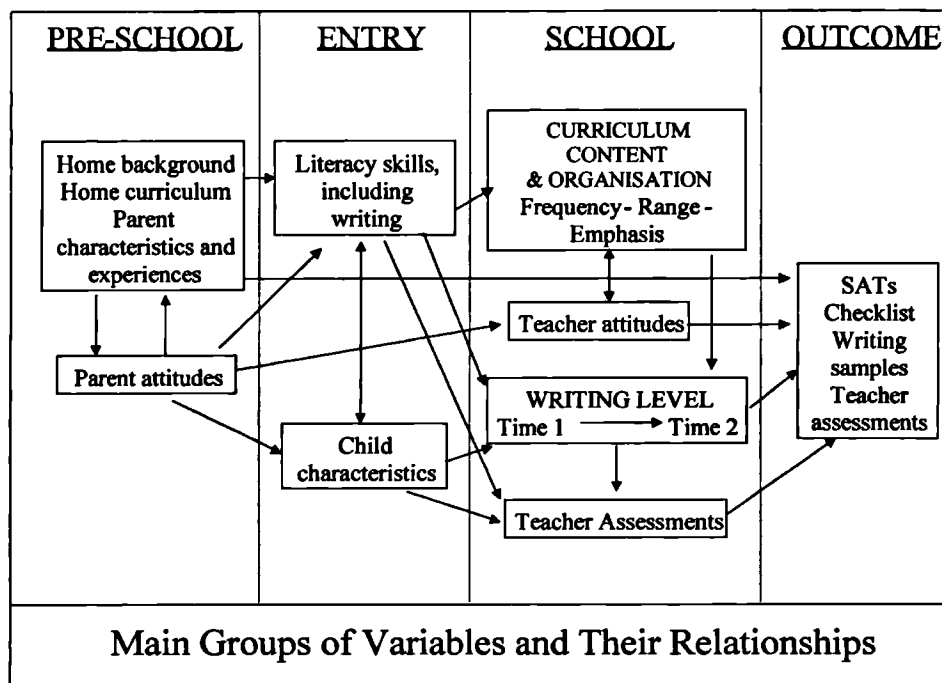 PRE-SCHOOL
ENTRY
SCHOOL
OUTCOME
Home background
Home curriculum
Parent
characteristics and
experiences
Parent attitudes
Literacy skills,
including
writing
Child
characteristics
CURRICULUM
CONTENT
& ORGANISATION
Frequency - Range -
Emphasis
Teacher attitudes
WRITING LEVEL
Time 1 Time 2
Teacher Assessments
SATs
Checklist
Writing
samples
Teacher
assessments
Main Groups of Variables and Their Relationships